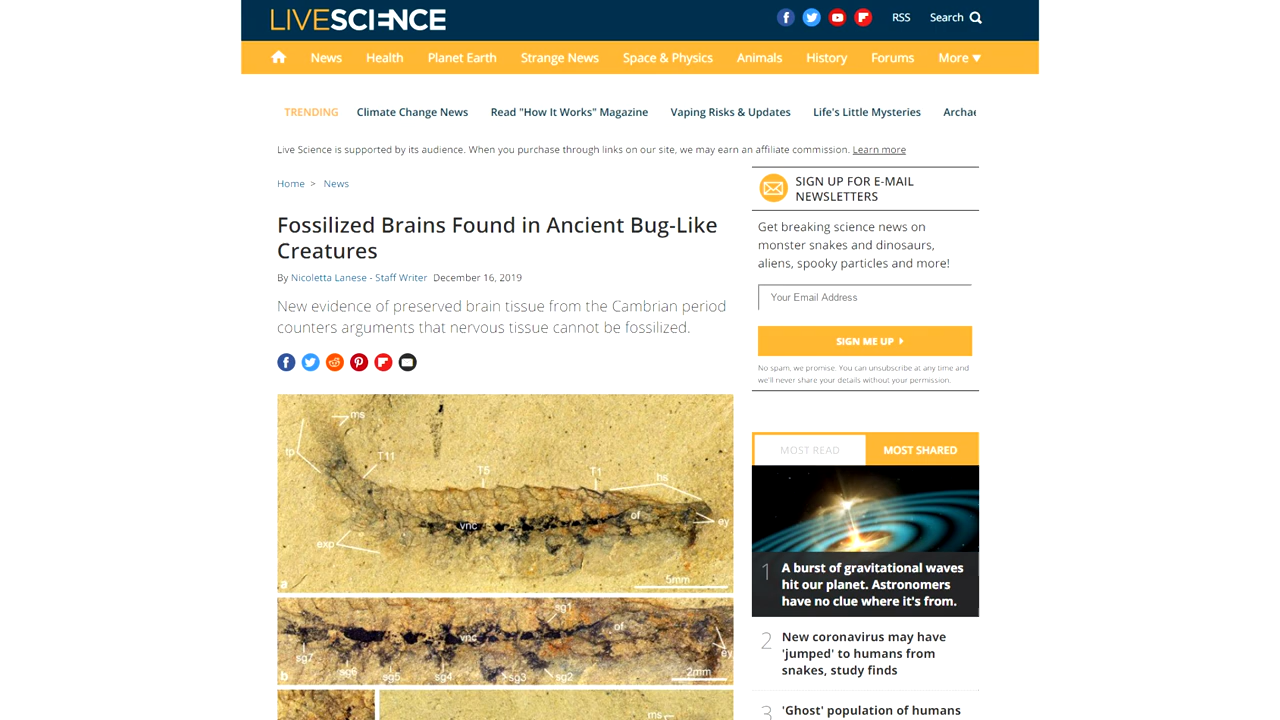 LIVESCIENCE
RSS
Search
News Health Planet Earth Strange News Space & Physics Animals History Forums More
TRENDING Climate Change News Read "How It Works" Magazine Vaping Risks & Updates Life's Little Mysteries Archae
Live Science is supported by its audience. When you purchase through links on our site, we may earn an affiliate commission. Learn more
Home > News
Fossilized Brains Found in Ancient Bug-Like
Creatures
By Nicoletta Lanese - Staff Writer December 16, 2019
New evidence of preserved brain tissue from the Cambrian period
counters arguments that nervous tissue cannot be fossilized.
ms
tp
T11
T5
T1
hs
vnc
of
ey
exp
a
5mm
sg1
vnc
of
ey
sg7
sg6
sg5
sg4
sg3
sg2
b
2mm
ms
SIGN UP FOR E-MAIL
NEWSLETTERS
Get breaking science news on
monster snakes and dinosaurs,
aliens, spooky particles and more!
Your Email Address
SIGN ME UP
No spam, we promise. You can unsubscribe at any time and
we'll never share your details without your permission.
MOST READ
MOST SHARED
1 A burst of gravitational waves
hit our planet. Astronomers
have no clue where it's from.
2 New coronavirus may have
'jumped' to humans from
snakes, study finds
3 'Ghost' population of humans